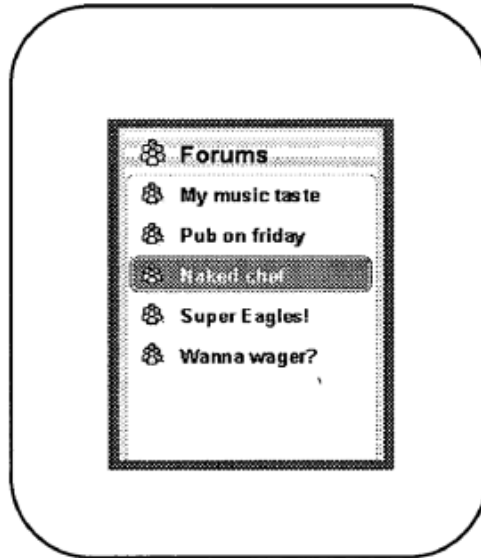 Forums
My music taste
Pub on friday
Naked chef
Super Eagles!
Wanna wager?